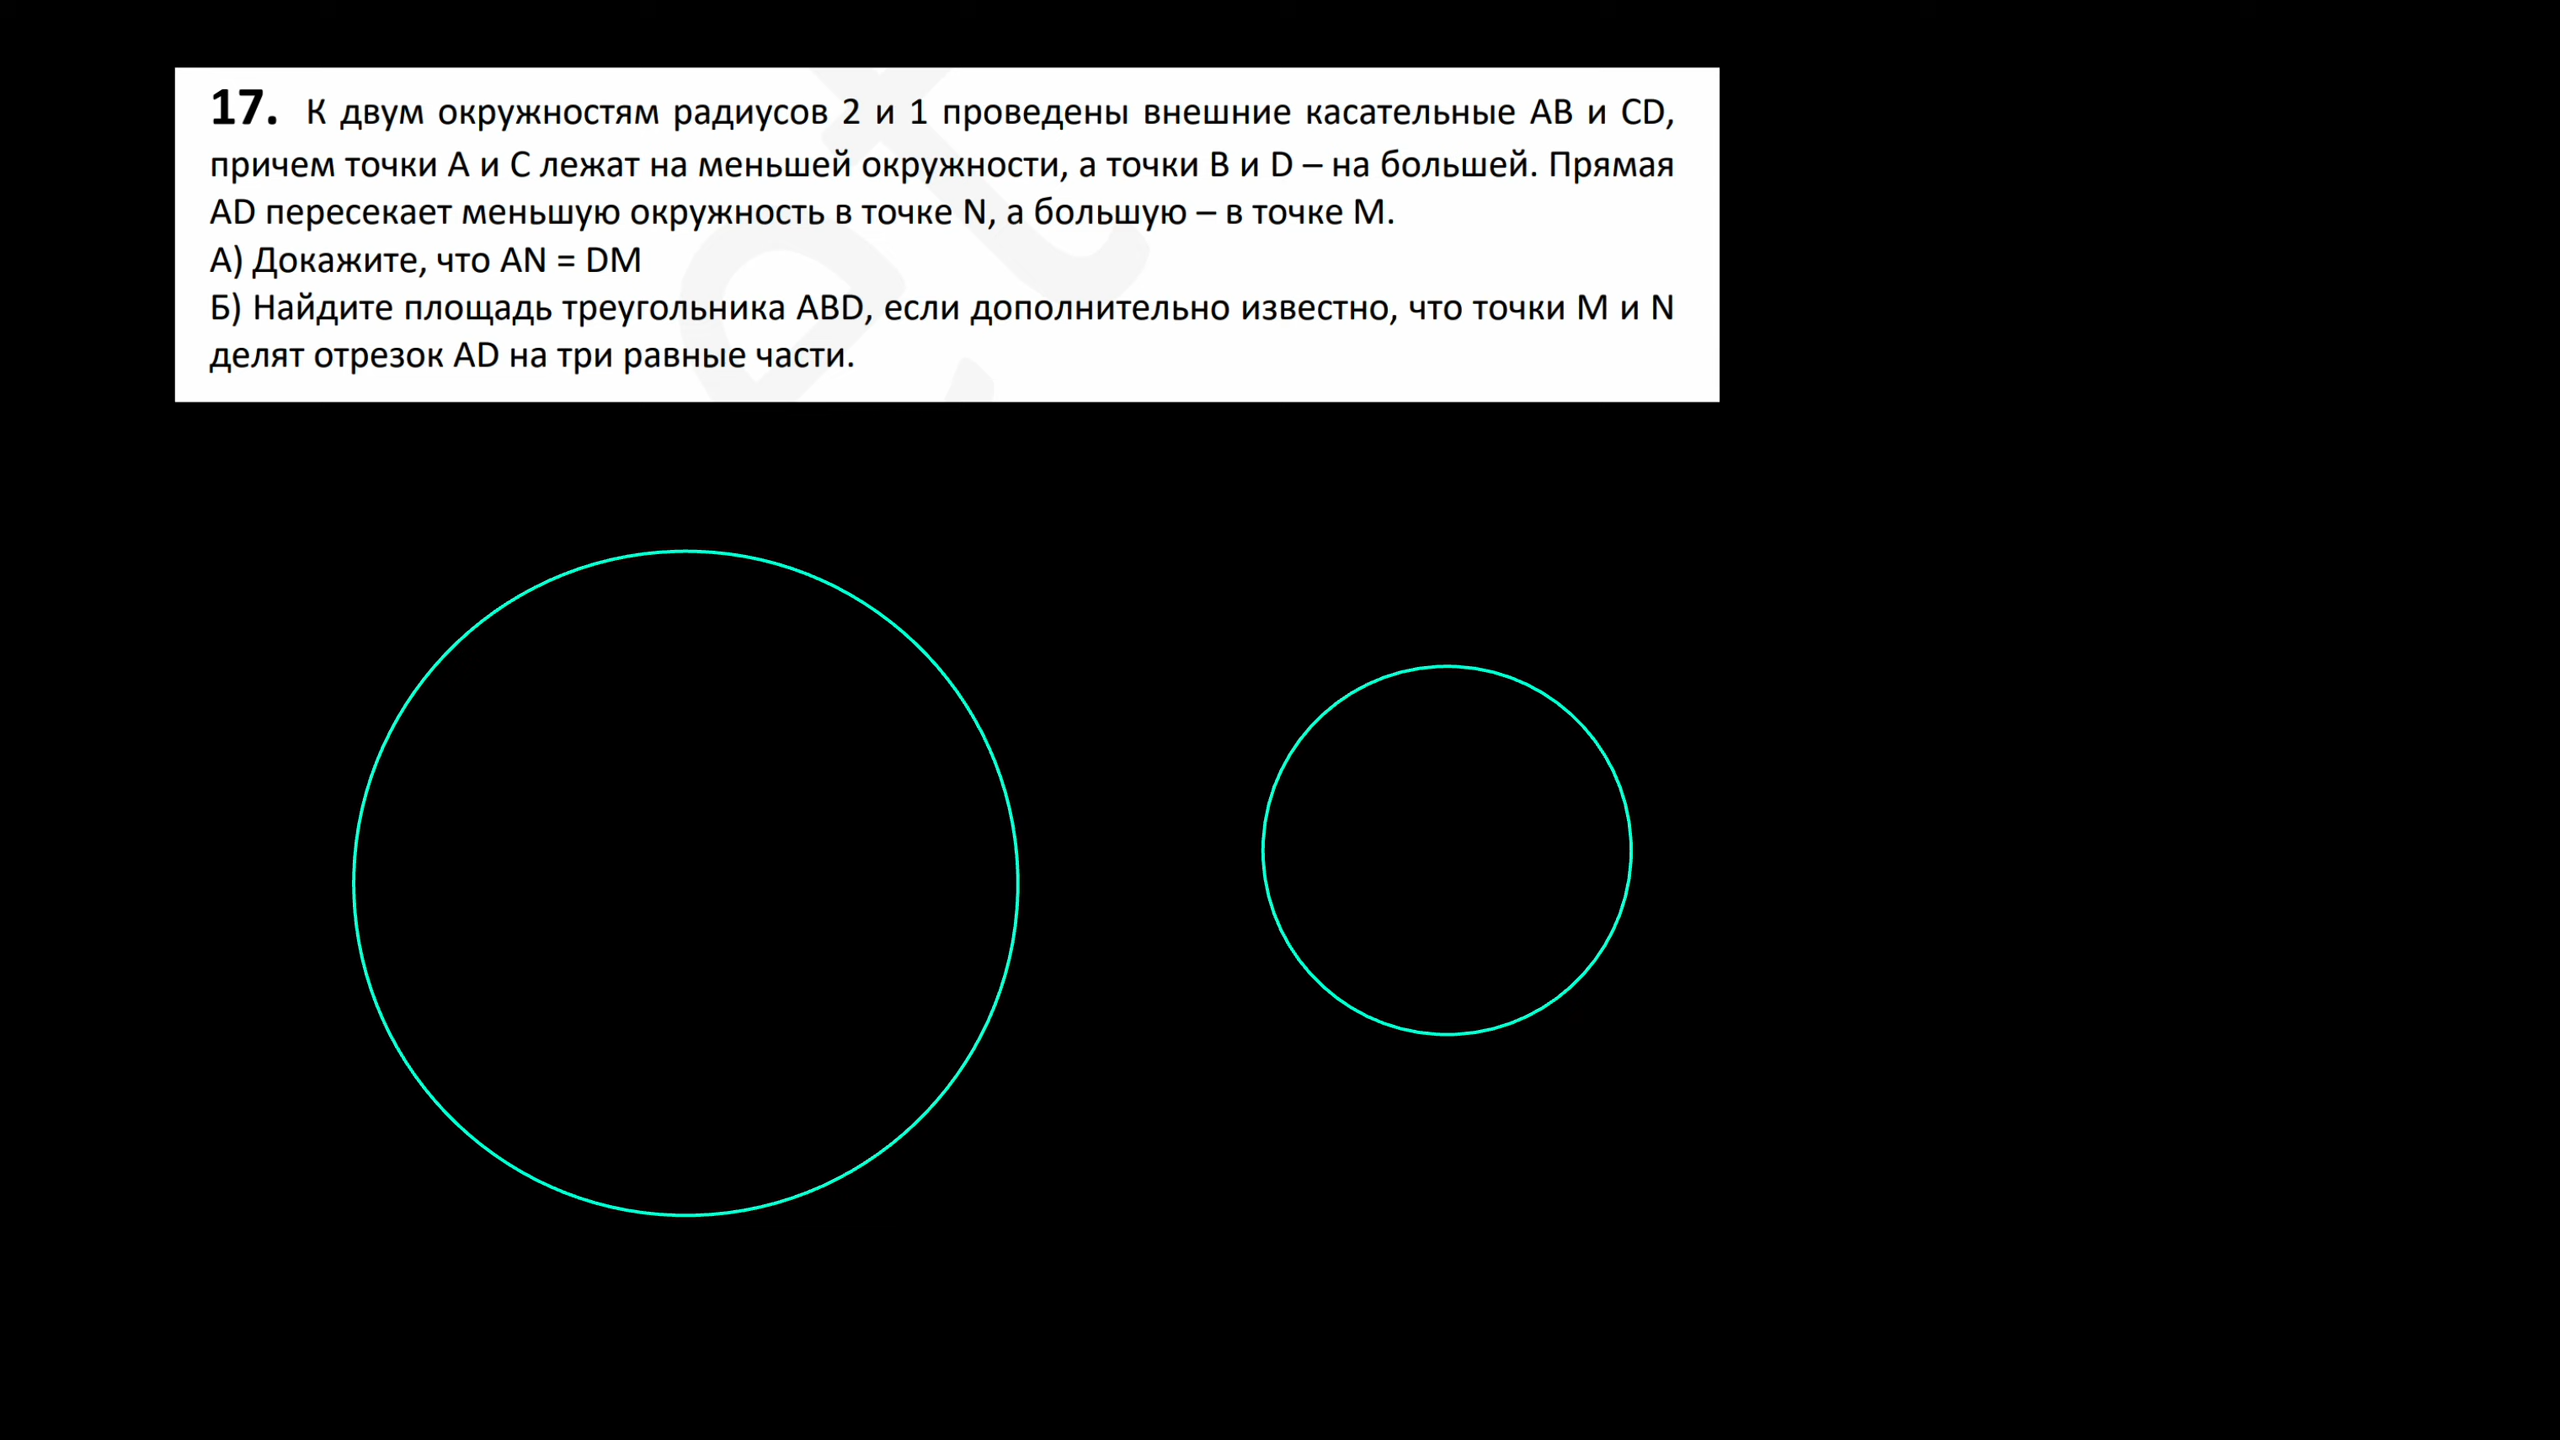 17. К двум окружностям радиусов 2 и 1 проведены внешние касательные AB и CD,
причем точки A и C лежат на меньшей окружности, а точки B и D – на большей. Прямая
AD пересекает меньшую окружность в точке N, а большую – в точке M.
А) Докажите, что AN = DM
Б) Найдите площадь треугольника ABD, если дополнительно известно, что точки M и N
делят отрезок AD на три равные части.